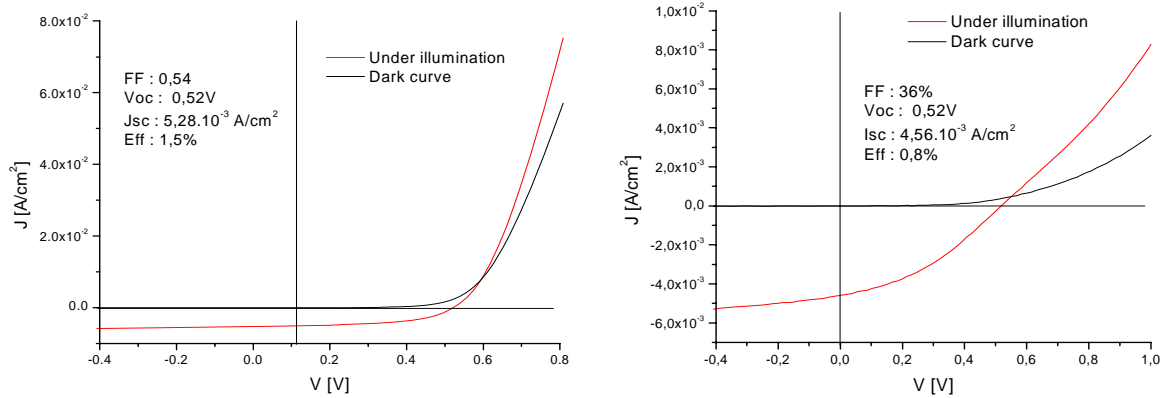 8.0x10⁻²
6.0x10⁻²
4.0x10⁻²
2.0x10⁻²
0.0
J [A/cm²]
Under illumination
Dark curve
FF : 0,54
Voc : 0,52V
Jsc : 5,28.10⁻³ A/cm²
Eff : 1,5%
-0.4
-0.2
0.0
0.2
0.4
0.6
0.8
V [V]
1,0x10⁻²
8,0x10⁻³
6,0x10⁻³
4,0x10⁻³
2,0x10⁻³
0,0
-2,0x10⁻³
-4,0x10⁻³
-6,0x10⁻³
J [A/cm²]
Under illumination
Dark curve
FF : 36%
Voc : 0,52V
Isc : 4,56.10⁻³ A/cm²
Eff : 0,8%
-0,4
-0,2
0,0
0,2
0,4
0,6
0,8
1,0
V [V]